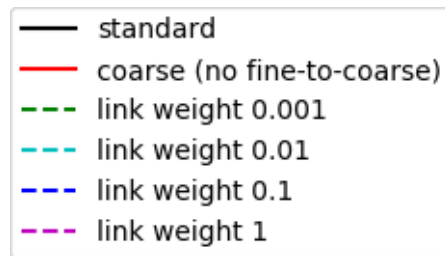 standard
coarse (no fine-to-coarse)
link weight 0.001
link weight 0.01
link weight 0.1
link weight 1